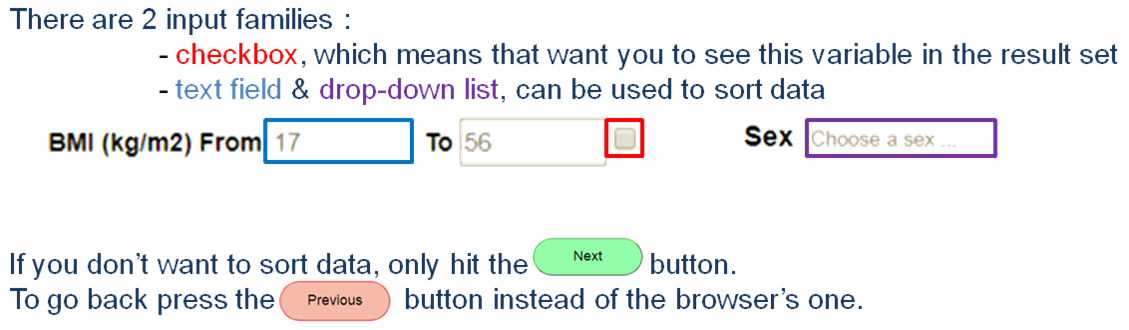 There are 2 input families :
- checkbox, which means that want you to see this variable in the result set
- text field & drop-down list, can be used to sort data
BMI (kg/m2) From 17 To 56 Sex Choose a sex ...
If you don't want to sort data, only hit the Next button.
To go back press the Previous button instead of the browser's one.